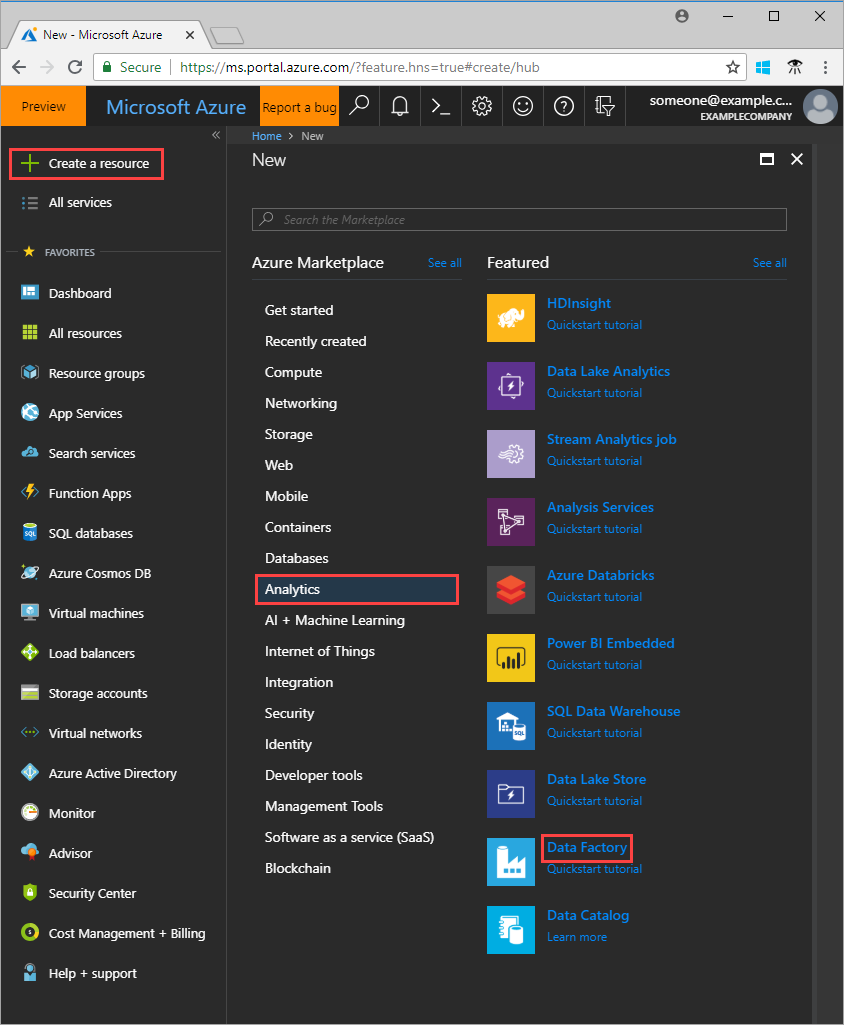 New - Microsoft Azure
Secure
https://ms.portal.azure.com/?feature.hns=true#create/hub
Preview
Microsoft Azure
Report a bug
someone@example.c...
EXAMPLECOMPANY
Create a resource
All services
FAVORITES
Dashboard
All resources
Resource groups
App Services
Search services
Function Apps
SQL databases
Azure Cosmos DB
Virtual machines
Load balancers
Storage accounts
Virtual networks
Azure Active Directory
Monitor
Advisor
Security Center
Cost Management + Billing
Help + support
Home > New
New
Search the Marketplace
Azure Marketplace
See all
Get started
Recently created
Compute
Networking
Storage
Web
Mobile
Containers
Databases
Analytics
AI + Machine Learning
Internet of Things
Integration
Security
Identity
Developer tools
Management Tools
Software as a service (SaaS)
Blockchain
Featured
See all
HDInsight
Quickstart tutorial
Data Lake Analytics
Quickstart tutorial
Stream Analytics job
Quickstart tutorial
Analysis Services
Quickstart tutorial
Azure Databricks
Quickstart tutorial
Power BI Embedded
Quickstart tutorial
SQL Data Warehouse
Quickstart tutorial
Data Lake Store
Quickstart tutorial
Data Factory
Quickstart tutorial
Data Catalog
Learn more